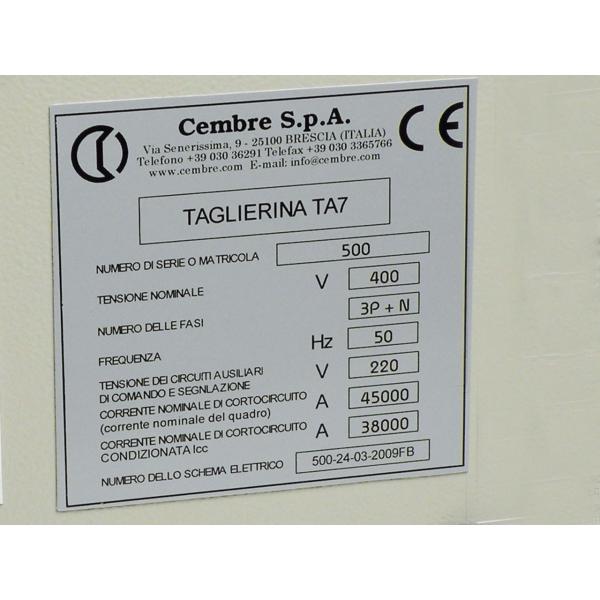 Cembre S.p.A.
Via Senerissima, 9 - 25100 BRESCIA (ITALIA)
Telefono +39 030 36291 Telefax +39 030 3365766
www.cembre.com E-mail: info@cembre.com
CE
TAGLIERINA TA7
NUMERO DI SERIE O MATRICOLA 500
TENSIONE NOMINALE V 400
NUMERO DELLE FASI 3P + N
FREQUENZA Hz 50
TENSIONE DEI CIRCUITI AUSILIARI
DI COMANDO E SEGNLAZIONE V 220
CORRENTE NOMINALE DI CORTOCIRCUITO A 45000
(corrente nominale del quadro)
CORRENTE NOMINALE DI CORTOCIRCUITO A 38000
CONDIZIONATA Icc
NUMERO DELLO SCHEMA ELETTRICO 500-24-03-2009FB